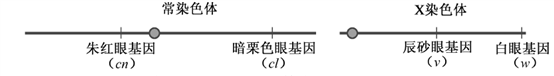 常染色体 X染色体
朱红眼基因 暗栗色眼基因 辰砂眼基因 白眼基因
(cn) (cl) (v) (w)